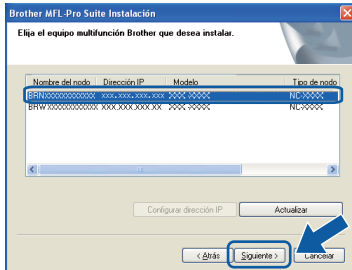 Brother MFL-Pro Suite Instalación
Elija el equipo multifunción Brother que desea instalar.
Nombre del nodo Dirección IP Modelo Tipo de nodo
BRNXXXXXXXXXXXX xxx.xxx.xxx.xxx XXX-XXXX NC-XXXX
BRWXXXXXXXXXXXX XXX.XXX.XXX.XX XXX-XXXX NC-XXXX
Configurar dirección IP Actualizar
< Atrás Siguiente > Cancelar